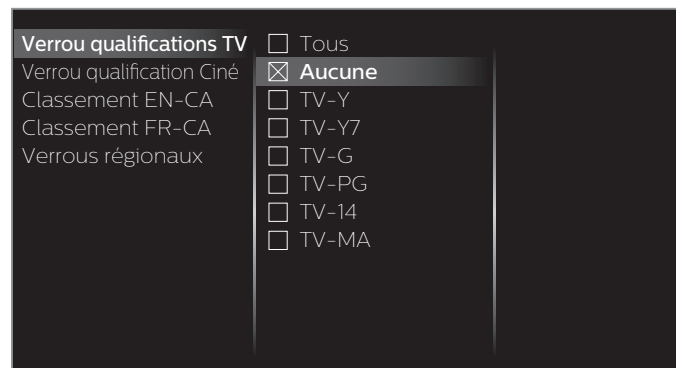 Verrou qualifications TV
Verrou qualification Ciné
Classement EN-CA
Classement FR-CA
Verrous régionaux
Tous
Aucune
TV-Y
TV-Y7
TV-G
TV-PG
TV-14
TV-MA